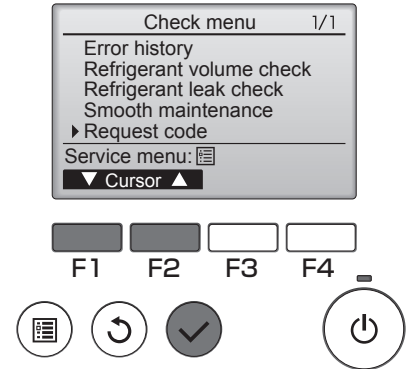 Check menu 1/1
Error history
Refrigerant volume check
Refrigerant leak check
Smooth maintenance
Request code
Service menu:
▼ Cursor ▲
F1 F2 F3 F4